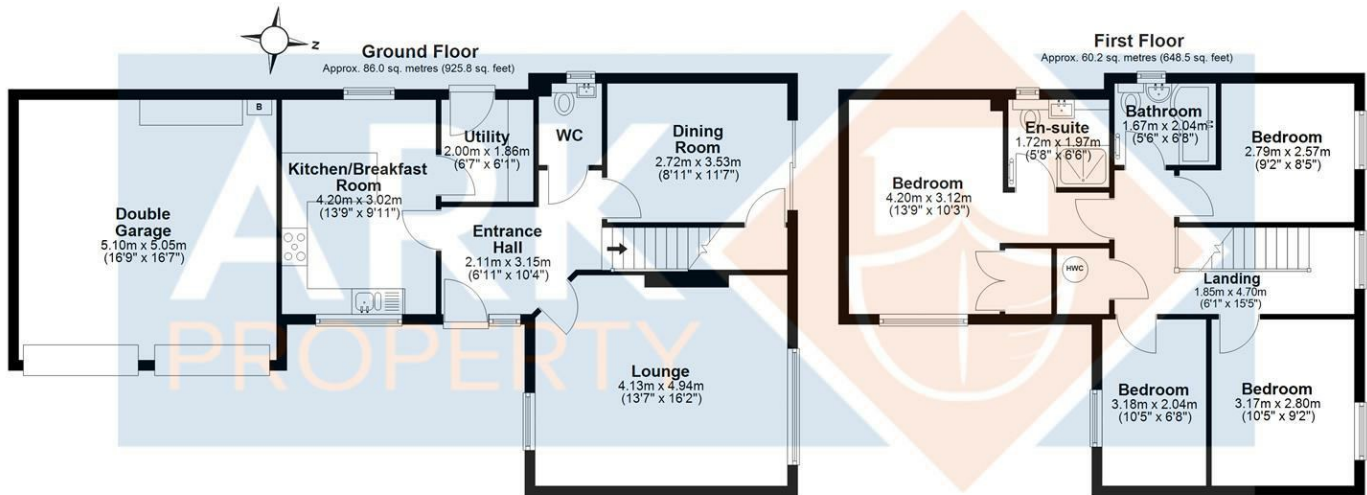 N
Ground Floor
Approx. 86.0 sq. metres (925.8 sq. feet)
B
Double
Garage
5.10m x 5.05m
(16'9" x 16'7")
Kitchen/Breakfast
Room
4.20m x 3.02m
(13'9" x 9'11")
Utility
2.00m x 1.86m
(6'7" x 6'1")
WC
Dining
Room
2.72m x 3.53m
(8'11" x 11'7")
Entrance
Hall
2.11m x 3.15m
(6'11" x 10'4")
Lounge
4.13m x 4.94m
(13'7" x 16'2")
First Floor
Approx. 60.2 sq. metres (648.5 sq. feet)
Bedroom
4.20m x 3.12m
(13'9" x 10'3")
En-suite
1.72m x 1.97m
(5'8" x 6'6")
Bathroom
1.67m x 2.04m
(5'6" x 6'8")
Bedroom
2.79m x 2.57m
(9'2" x 8'5")
HWC
Landing
1.85m x 4.70m
(6'1" x 15'5")
Bedroom
3.18m x 2.04m
(10'5" x 6'8")
Bedroom
3.17m x 2.80m
(10'5" x 9'2")
ARK
PROPERTY